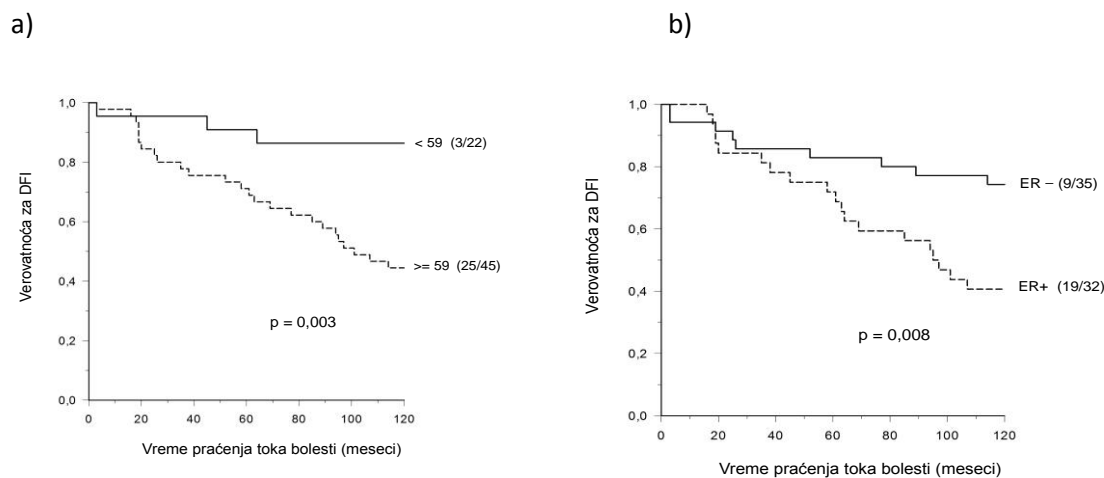 a)
b)
1,0
0,8
0,6
0,4
0,2
0,0
Verovatnoća za DFI
< 59 (3/22)
>= 59 (25/45)
p = 0,003
0 20 40 60 80 100 120
Vreme praćenja toka bolesti (meseci)
1,0
0,8
0,6
0,4
0,2
0,0
Verovatnoća za DFI
ER − (9/35)
ER+ (19/32)
p = 0,008
0 20 40 60 80 100 120
Vreme praćenja toka bolesti (meseci)